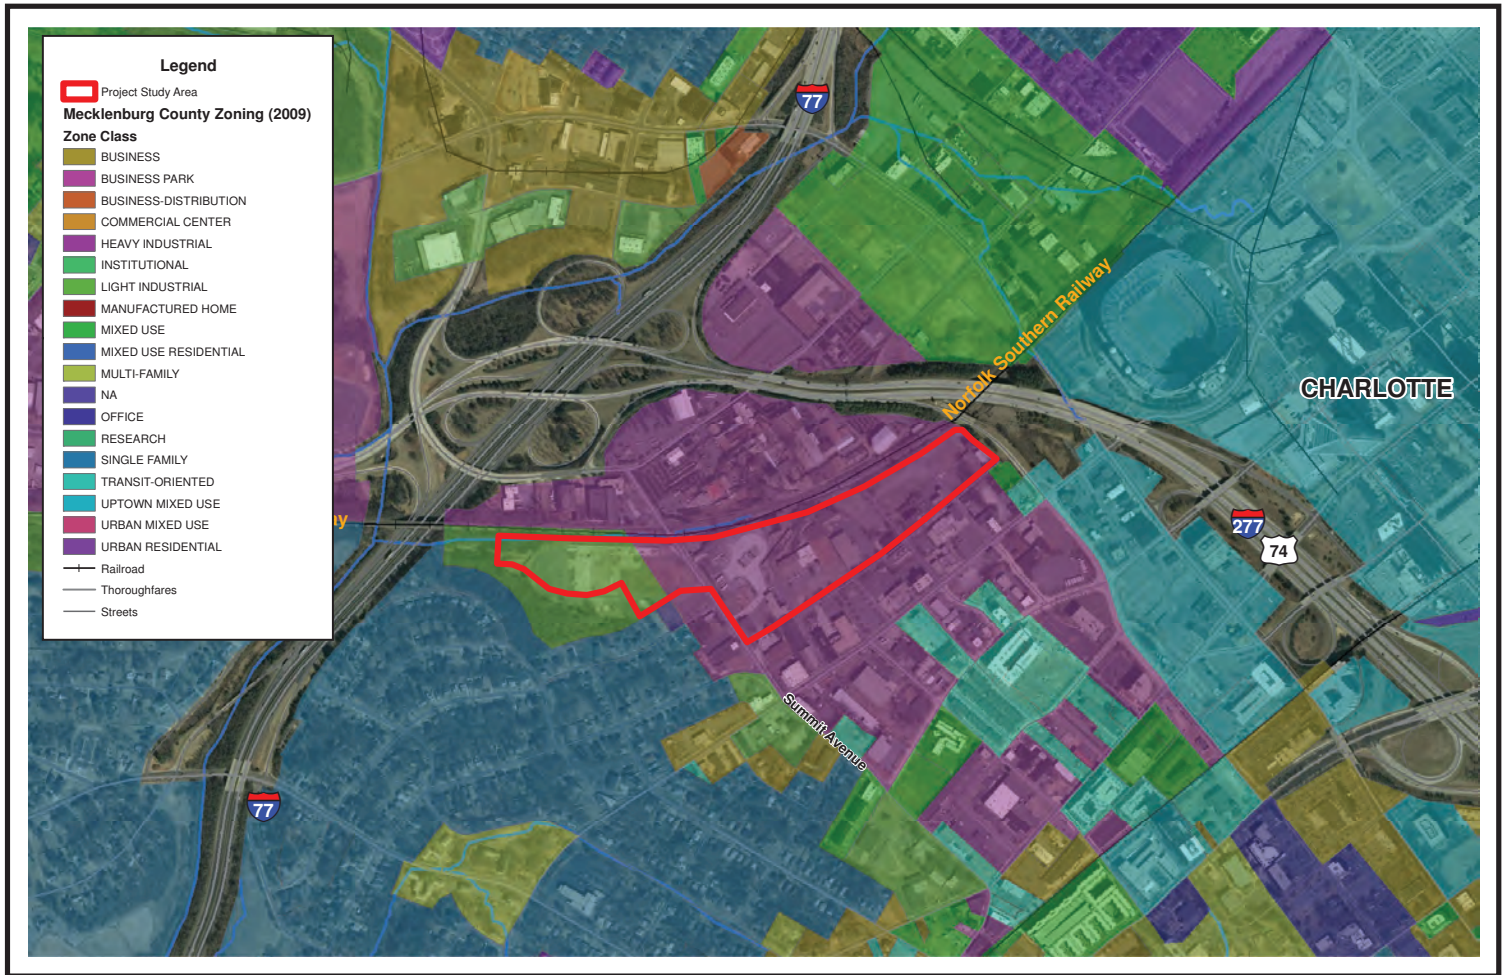 Legend
Project Study Area
Mecklenburg County Zoning (2009)
Zone Class
BUSINESS
BUSINESS PARK
BUSINESS-DISTRIBUTION
COMMERCIAL CENTER
HEAVY INDUSTRIAL
INSTITUTIONAL
LIGHT INDUSTRIAL
MANUFACTURED HOME
MIXED USE
MIXED USE RESIDENTIAL
MULTI-FAMILY
NA
OFFICE
RESEARCH
SINGLE FAMILY
TRANSIT-ORIENTED
UPTOWN MIXED USE
URBAN MIXED USE
URBAN RESIDENTIAL
Railroad
Thoroughfares
Streets
77
Norfolk Southern Railway
CHARLOTTE
ay
277
74
Summit Avenue
77